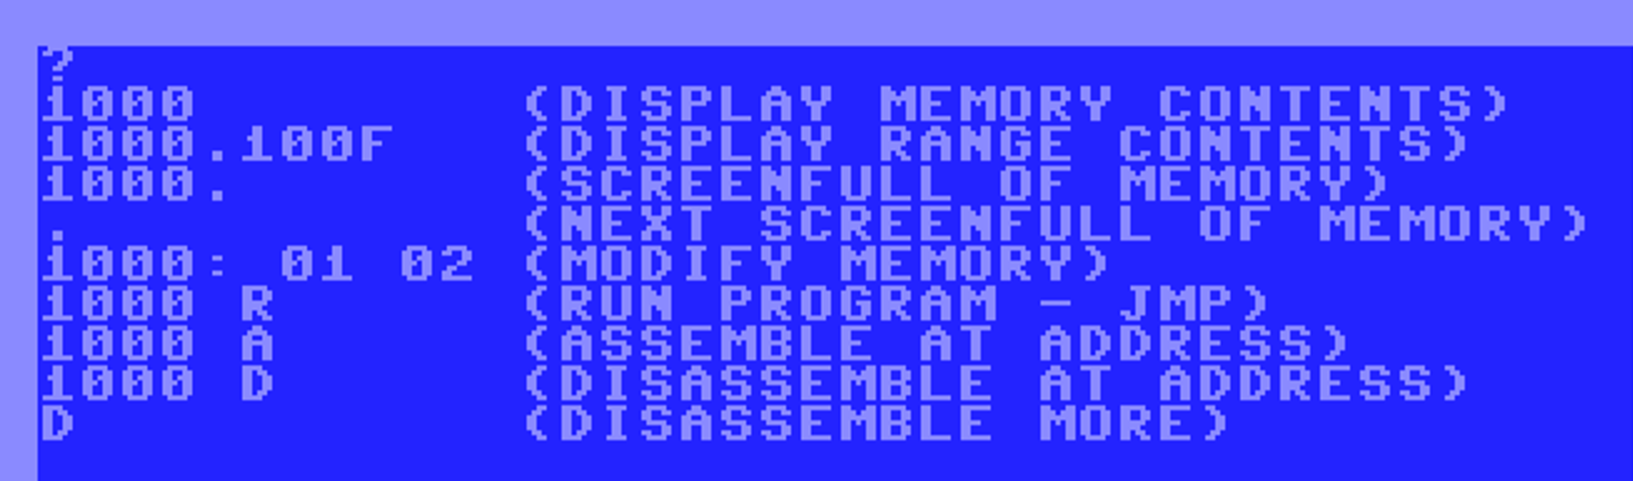 ?
1000 (DISPLAY MEMORY CONTENTS)
1000.100F (DISPLAY RANGE CONTENTS)
1000. (SCREENFULL OF MEMORY)
. (NEXT SCREENFULL OF MEMORY)
1000: 01 02 (MODIFY MEMORY)
1000 R (RUN PROGRAM - JMP)
1000 A (ASSEMBLE AT ADDRESS)
1000 D (DISASSEMBLE AT ADDRESS)
D (DISASSEMBLE MORE)